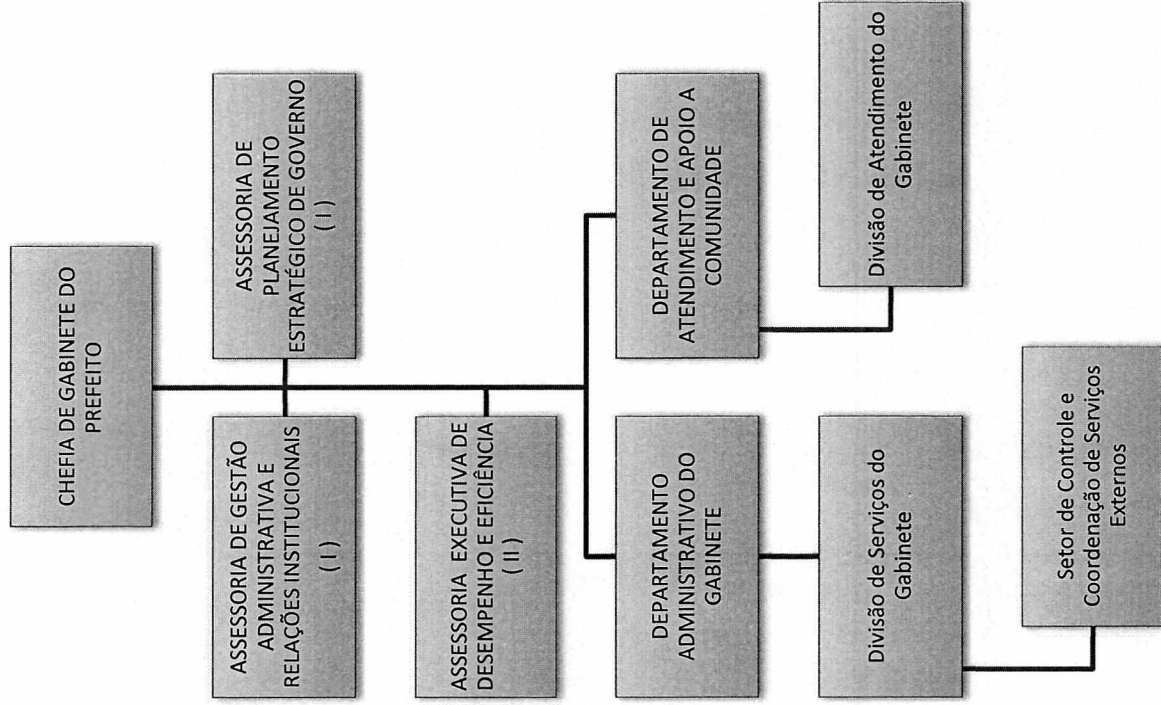 CHEFIA DE GABINETE DO
PREFEITO
ASSESSORIA DE GESTÃO
ADMINISTRATIVA E
RELAÇÕES INSTITUCIONAIS
( I )
ASSESSORIA DE
PLANEJAMENTO
ESTRATÉGICO DE GOVERNO
( I )
ASSESSORIA EXECUTIVA DE
DESEMPENHO E EFICIÊNCIA
( II )
DEPARTAMENTO
ADMINISTRATIVO DO
GABINETE
DEPARTAMENTO DE
ATENDIMENTO E APOIO A
COMUNIDADE
Divisão de Serviços do
Gabinete
Divisão de Atendimento do
Gabinete
Setor de Controle e
Coordenação de Serviços
Externos